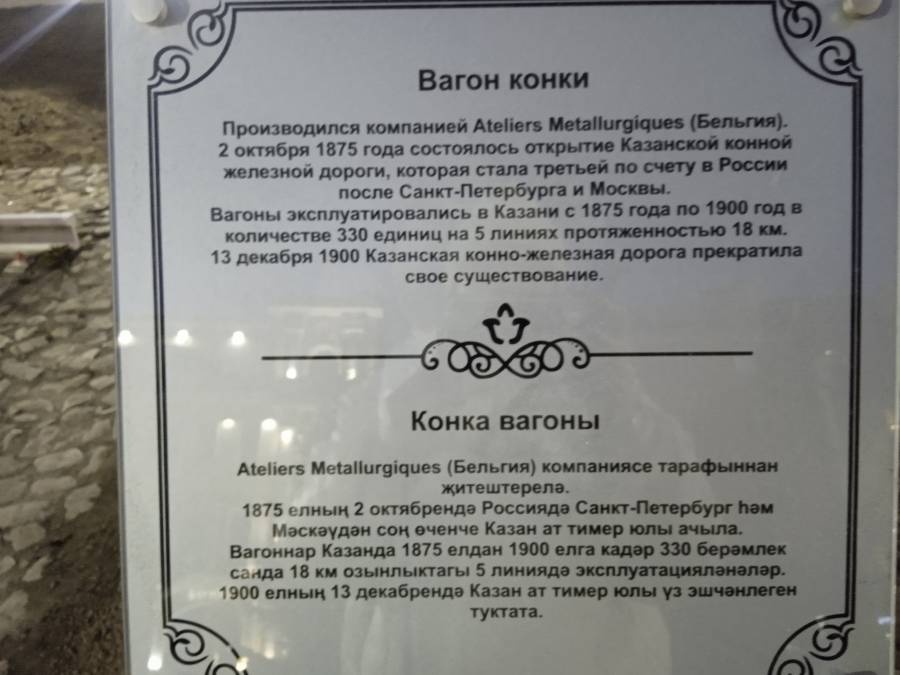 Вагон конки
Производился компанией Ateliers Metallurgiques (Бельгия).
2 октября 1875 года состоялось открытие Казанской конной
железной дороги, которая стала третьей по счету в России
после Санкт-Петербурга и Москвы.
Вагоны эксплуатировались в Казани с 1875 года по 1900 год в
количестве 330 единиц на 5 линиях протяженностью 18 км.
13 декабря 1900 Казанская конно-железная дорога прекратила
свое существование.
Конка вагоны
Ateliers Metallurgiques (Бельгия) компаниясе тарафыннан
җитештерелә.
1875 елның 2 октябрендә Россиядә Санкт-Петербург һәм
Мәскәүдән соң өченче Казан ат тимер юлы ачыла.
Вагоннар Казанда 1875 елдан 1900 елга кадәр 330 берәмлек
санда 18 км озынлыктагы 5 линиядә эксплуатацияләнәләр.
1900 елның 13 декабрендә Казан ат тимер юлы үз эшчәнлеген
туктата.